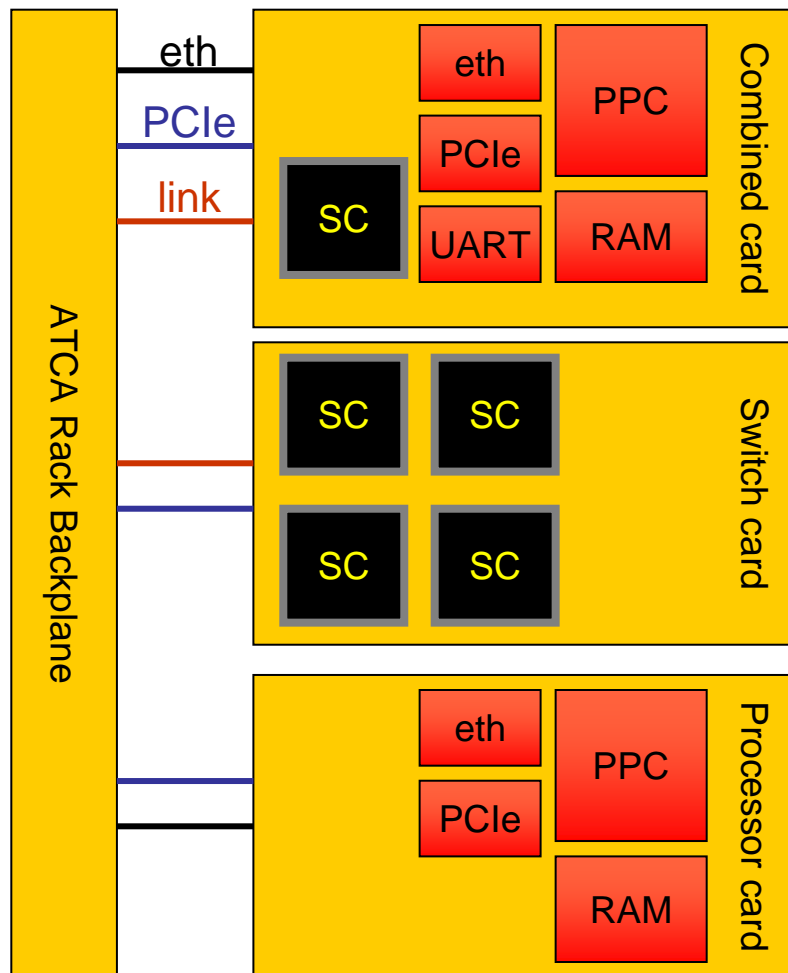 ATCA Rack Backplane
eth
PCIe
link
eth
PPC
PCIe
SC
UART
RAM
Combined card
SC
SC
SC
SC
Switch card
eth
PPC
PCIe
RAM
Processor card